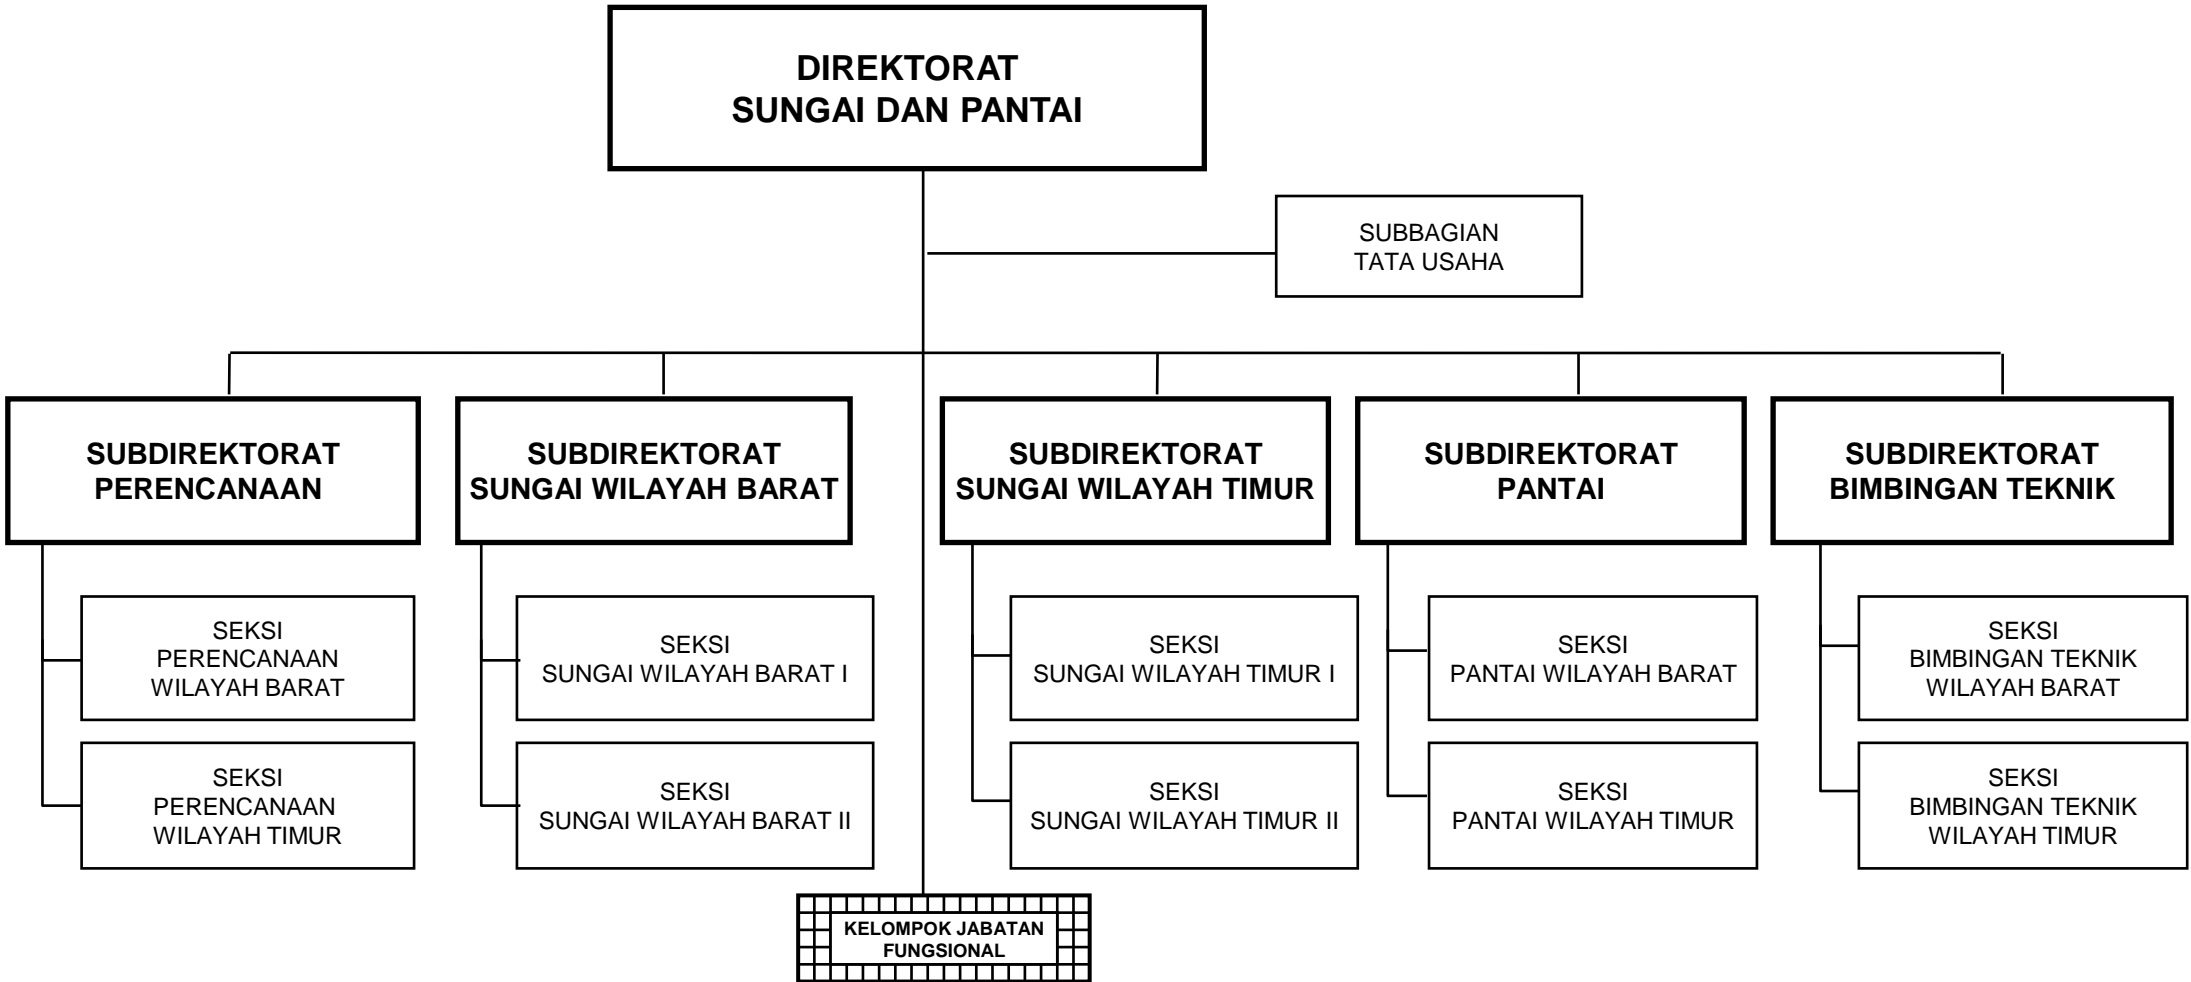 DIREKTORAT
SUNGAI DAN PANTAI
SUBBAGIAN
TATA USAHA
SUBDIREKTORAT
PERENCANAAN
SUBDIREKTORAT
SUNGAI WILAYAH BARAT
SUBDIREKTORAT
SUNGAI WILAYAH TIMUR
SUBDIREKTORAT
PANTAI
SUBDIREKTORAT
BIMBINGAN TEKNIK
SEKSI
PERENCANAAN
WILAYAH BARAT
SEKSI
SUNGAI WILAYAH BARAT I
SEKSI
SUNGAI WILAYAH TIMUR I
SEKSI
PANTAI WILAYAH BARAT
SEKSI
BIMBINGAN TEKNIK
WILAYAH BARAT
SEKSI
PERENCANAAN
WILAYAH TIMUR
SEKSI
SUNGAI WILAYAH BARAT II
SEKSI
SUNGAI WILAYAH TIMUR II
SEKSI
PANTAI WILAYAH TIMUR
SEKSI
BIMBINGAN TEKNIK
WILAYAH TIMUR
KELOMPOK JABATAN
FUNGSIONAL